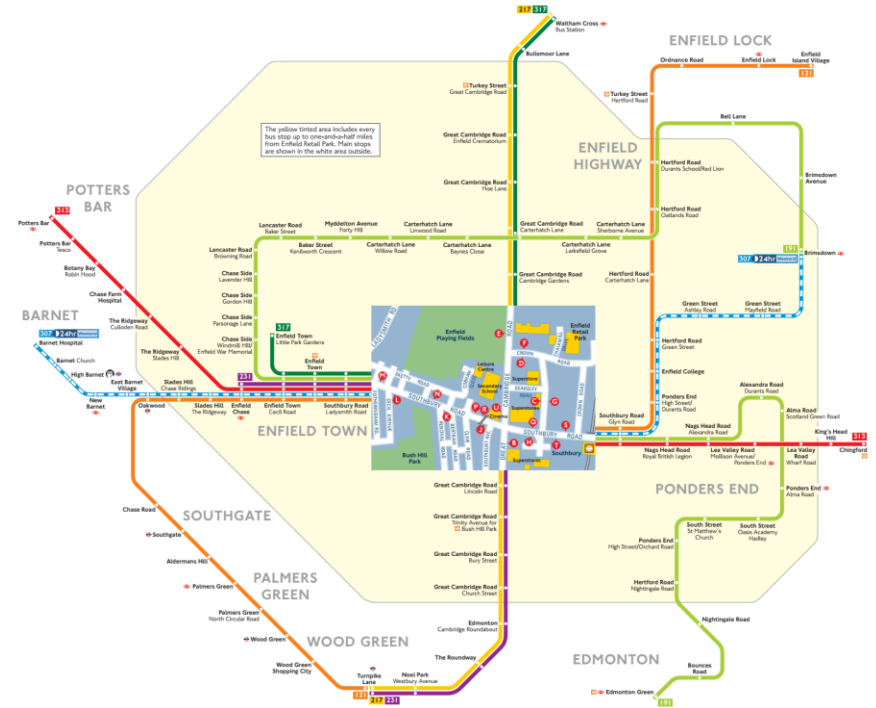 217 317
Waltham Cross
Bus Station
Bullsmoor Lane
ENFIELD LOCK
Ordnance Road
Enfield Lock
Enfield
Island Village
121
Turkey Street
Great Cambridge Road
Turkey Street
Hertford Road
Bell Lane
The yellow tinted area includes every
bus stop up to one-and-a-half miles
from Enfield Retail Park. Main stops
are shown in the white area outside.
Great Cambridge Road
Enfield Crematorium
ENFIELD
HIGHWAY
Hertford Road
Durants School/Red Lion
Brimsdown
Avenue
Great Cambridge Road
Hoe Lane
POTTERS
BAR
313
Potters Bar
Potters Bar
Tesco
Botany Bay
Robin Hood
Chase Farm
Hospital
The Ridgeway
Culloden Road
The Ridgeway
Slades Hill
Hertford Road
Oatlands Road
Lancaster Road
Baker Street
Myddelton Avenue
Forty Hill
Carterhatch Lane
Linwood Road
Great Cambridge Road
Carterhatch Lane
Carterhatch Lane
Sherborne Avenue
Lancaster Road
Browning Road
Baker Street
Kenilworth Crescent
Carterhatch Lane
Willow Road
Carterhatch Lane
Baynes Close
Carterhatch Lane
Larksfield Grove
191
Brimsdown
307 24hr
Chase Side
Lavender Hill
Chase Side
Gordon Hill
Chase Side
Parsonage Lane
Chase Side
Windmill Hill/
Enfield War Memorial
Great Cambridge Road
Cambridge Gardens
Hertford Road
Carterhatch Lane
Green Street
Ashley Road
Green Street
Mayfield Road
BARNET
307 24hr
Barnet Hospital
Barnet Church
High Barnet
New
Barnet
East Barnet
Village
Oakwood
Slades Hill
Chase Ridings
Slades Hill
The Ridgeway
Enfield
Chase
Enfield Town
Cecil Road
Southbury Road
Ladysmith Road
317
Enfield Town
Little Park Gardens
Enfield
Town
231
ENFIELD TOWN
LADYSMITH RD
Enfield
Playing Fields
E
ROAD
Enfield
Retail
Park
F
CROWN
ROAD
D
Leisure
Centre
Superstore
Secondary
School
M
L
N
K
P
R
U
C
G
Q
J
S
B
H
T
Cinema
Superstores
SOUTHBURY ROAD
SOUTHBURY ROAD
GREAT CAMBRIDGE
Bush Hill
Park
Superstores
Southbury
Hertford Road
Green Street
Enfield College
Ponders End
High Street/
Durants Road
Southbury Road
Glyn Road
Nags Head Road
Alexandra Road
Alexandra Road
Durants Road
Alma Road
Scotland Green Road
King's Head
Hill
313
Chingford
Nags Head Road
Royal British Legion
Lea Valley Road
Mollison Avenue/
Ponders End
Lea Valley
Road
Wharf Road
PONDERS END
Ponders End
Alma Road
South Street
St Matthew's
Church
South Street
Oasis Academy
Hadley
Ponders End
High Street/Orchard Road
Hertford Road
Nightingale Road
Nightingale Road
EDMONTON
Bounces
Road
Edmonton Green
191
Great Cambridge Road
Lincoln Road
Great Cambridge Road
Trinity Avenue for
Bush Hill Park
Great Cambridge Road
Bury Street
Great Cambridge Road
Church Street
Edmonton
Cambridge Roundabout
The Roundway
SOUTHGATE
Chase Road
Southgate
Aldermans Hill
PALMERS
GREEN
Palmers Green
Palmers Green
North Circular Road
Wood Green
WOOD GREEN
Wood Green
Shopping City
Turnpike
Lane
Noel Park
Westbury Avenue
121
217 231